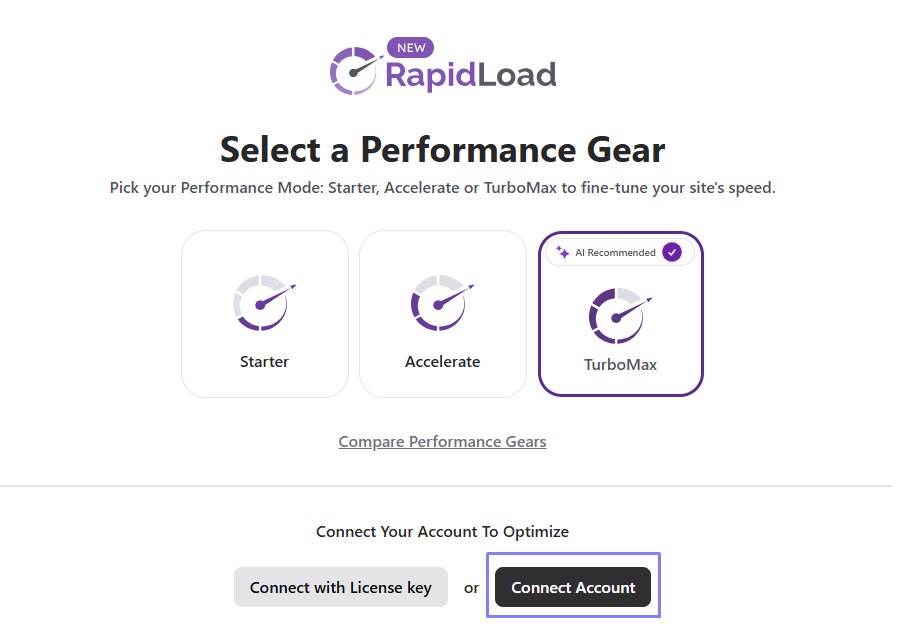 NEW
RapidLoad
Select a Performance Gear
Pick your Performance Mode: Starter, Accelerate or TurboMax to fine-tune your site's speed.
AI Recommended
Starter
Accelerate
TurboMax
Compare Performance Gears
Connect Your Account To Optimize
Connect with License key or Connect Account